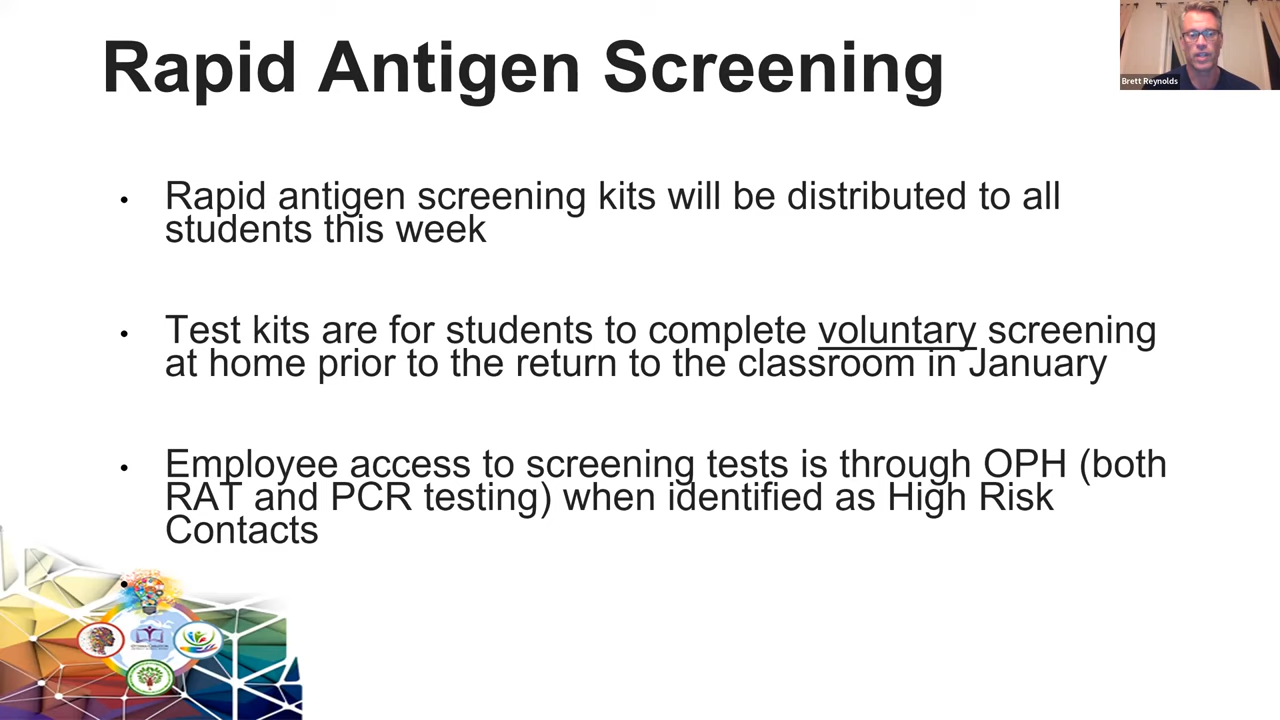 Rapid Antigen Screening
Brett Reynolds
• Rapid antigen screening kits will be distributed to all
students this week
• Test kits are for students to complete voluntary screening
at home prior to the return to the classroom in January
• Employee access to screening tests is through OPH (both
RAT and PCR testing) when identified as High Risk
Contacts
•